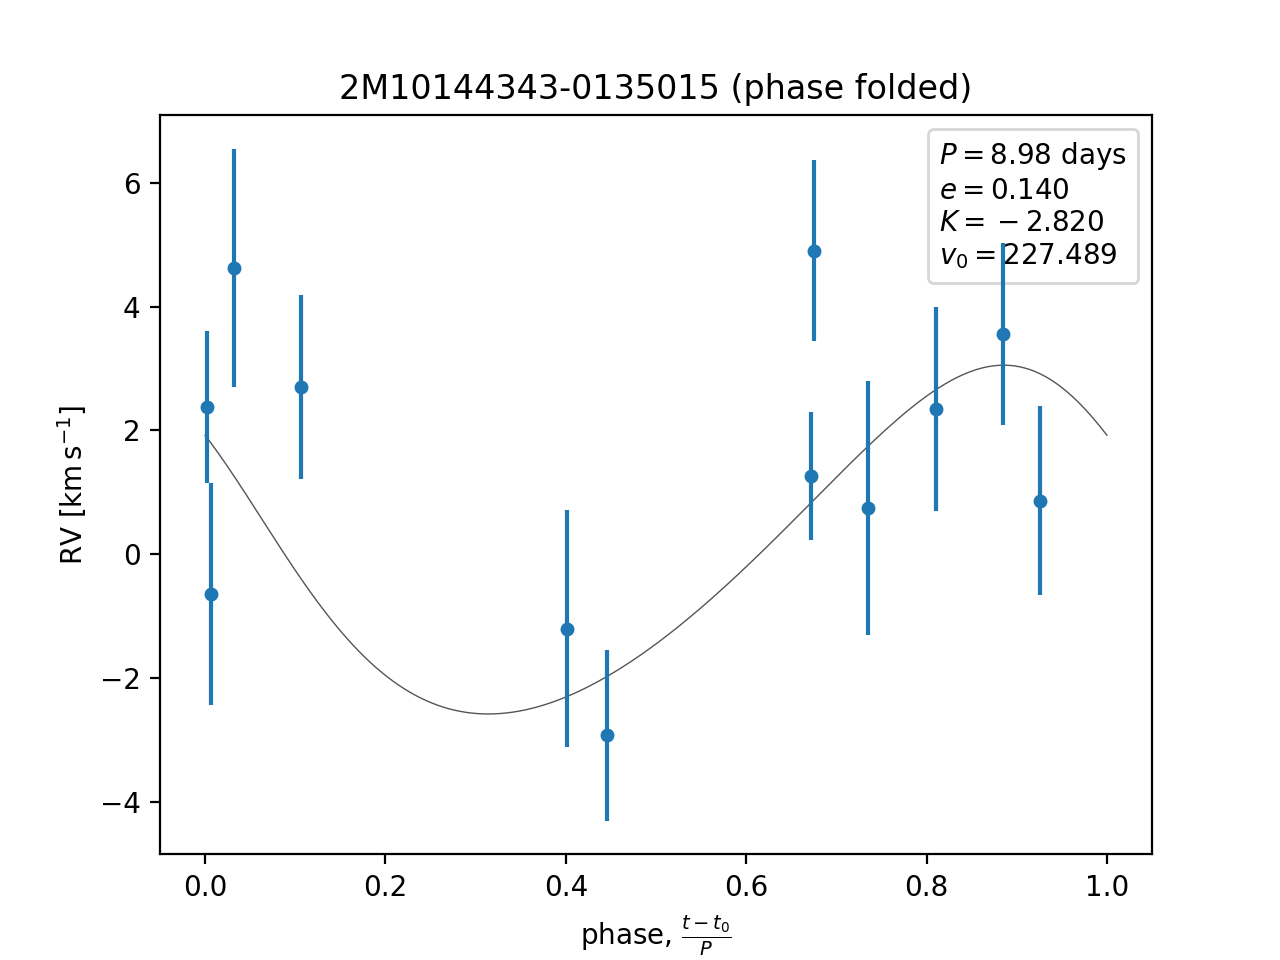 2M10144343-0135015 (phase folded)
P = 8.98 days
e = 0.140
K = −2.820
v₀ = 227.489
6
4
2
0
−2
−4
RV [km s⁻¹]
0.0 0.2 0.4 0.6 0.8 1.0
phase, (t − t₀)/P